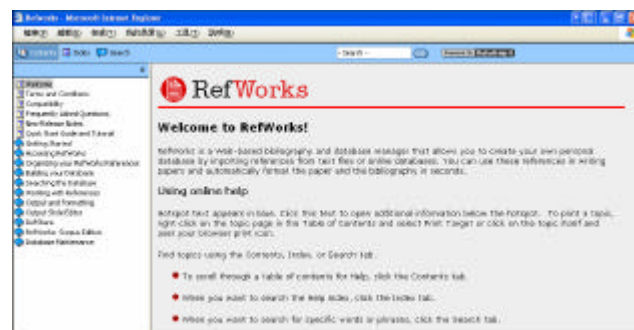 Refworks - Microsoft Internet Explorer
Contents Index Search
- Search -
Welcome
Terms and Conditions
Compatibility
Frequently Asked Questions
New Release Notes
Quick Start Guide and Tutorial
Getting Started
Accessing RefWorks
Organizing your RefWorks References
Building your Database
Searching the Database
Working with References
Output and Formatting
Output Style Editor
RefShare
RefWorks- Scopus Edition
Database Maintenance
RefWorks
Welcome to RefWorks!
RefWorks is a Web-based bibliography and database manager that allows you to create your own personal
database by importing references from text files or online databases. You can use these references in writing
papers and automatically format the paper and the bibliography in seconds.
Using online help
Hotspot text appears in blue. Click this text to open additional information below the hotspot. To print a topic,
right-click on the topic page in the Table of Contents and select Print Target or click on the topic itself and
use your browser print icon.
Find topics using the Contents, Index, or Search tab.
To scroll through a table of contents for Help, click the Contents tab.
When you want to search the Help index, click the Index tab.
When you want to search for specific words or phrases, click the Search tab.